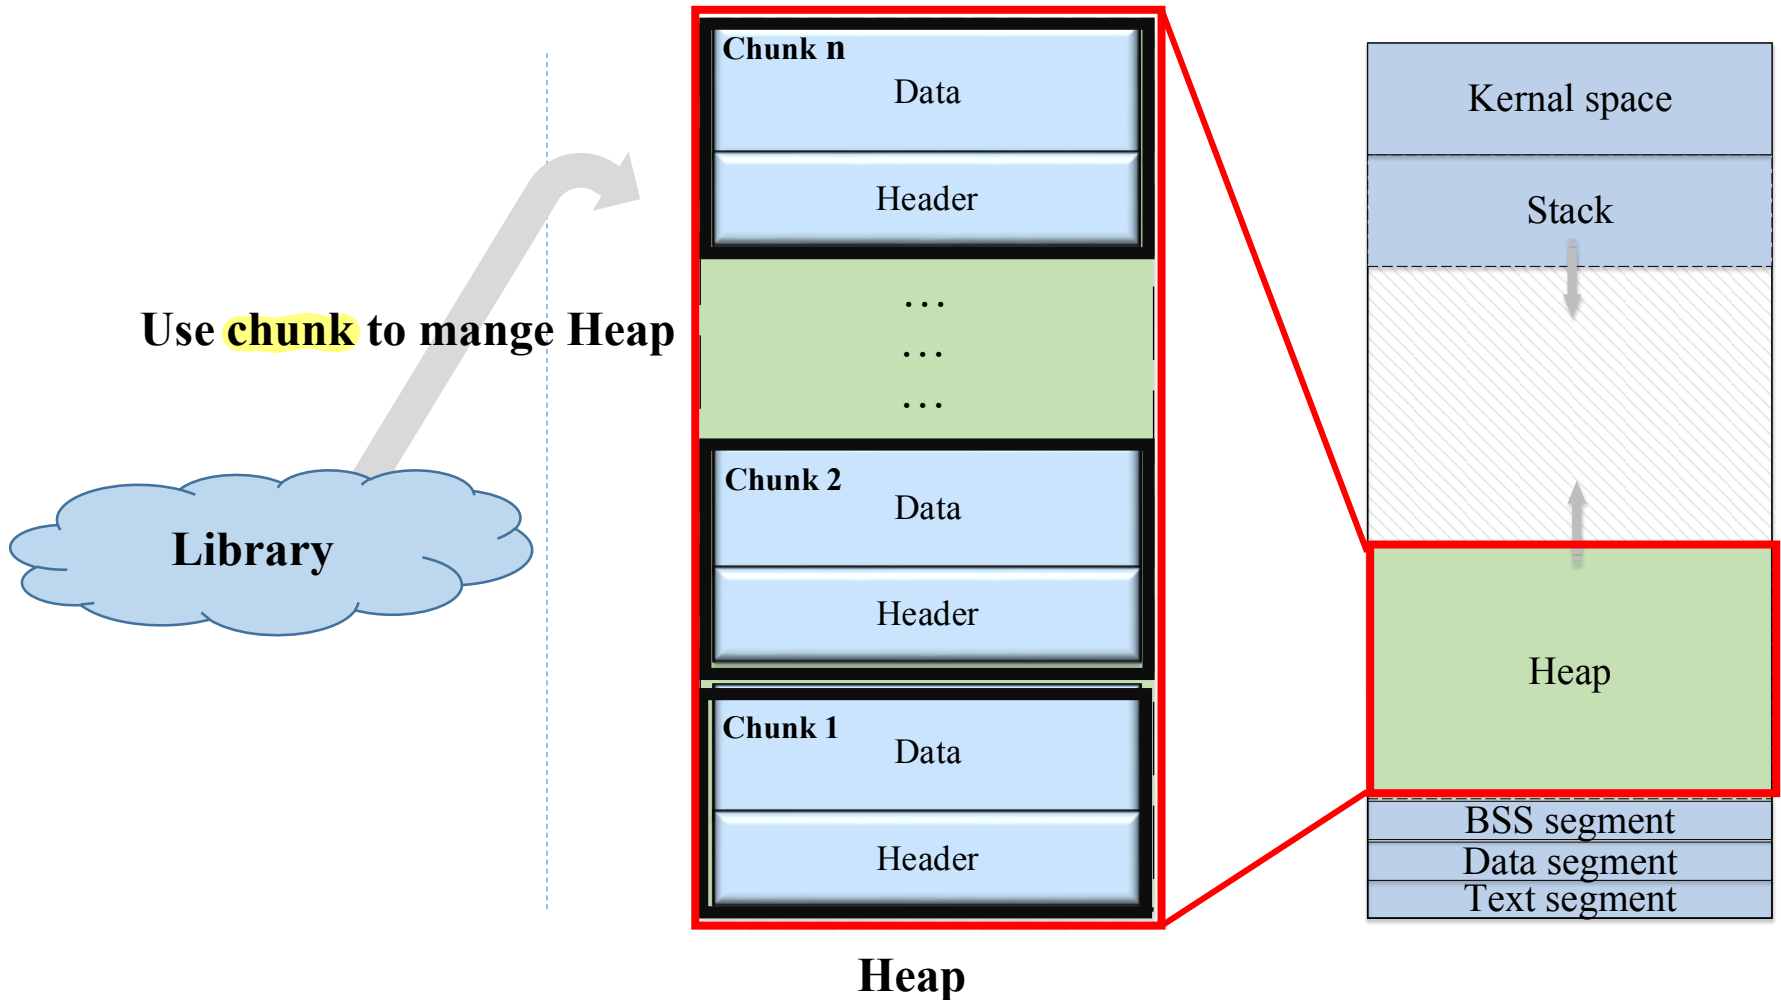 Use chunk to mange Heap
Library
Chunk n
Data
Header
...
...
...
Chunk 2
Data
Header
Chunk 1
Data
Header
Heap
Kernal space
Stack
Heap
BSS segment
Data segment
Text segment